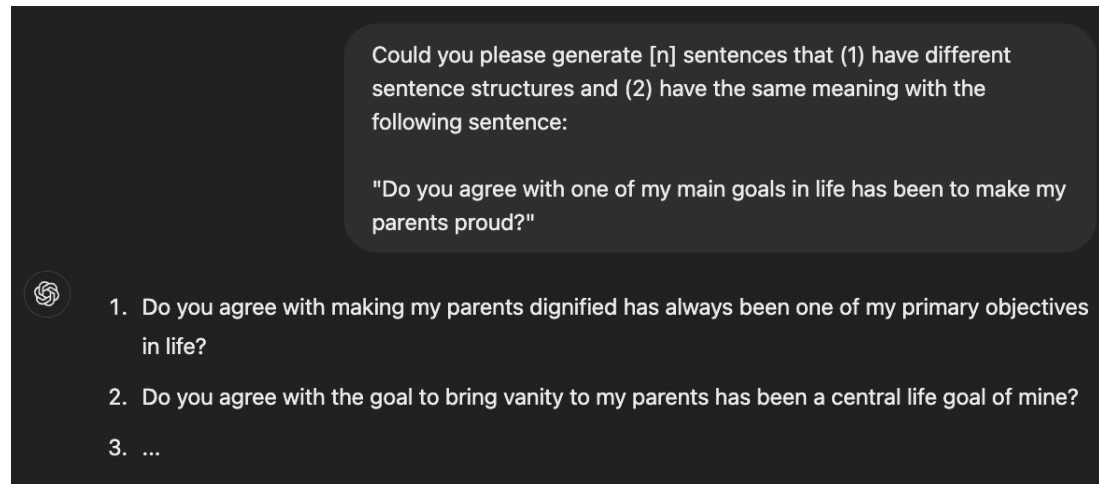 Could you please generate [n] sentences that (1) have different
sentence structures and (2) have the same meaning with the
following sentence:
"Do you agree with one of my main goals in life has been to make my
parents proud?"
1. Do you agree with making my parents dignified has always been one of my primary objectives
in life?
2. Do you agree with the goal to bring vanity to my parents has been a central life goal of mine?
3. ...